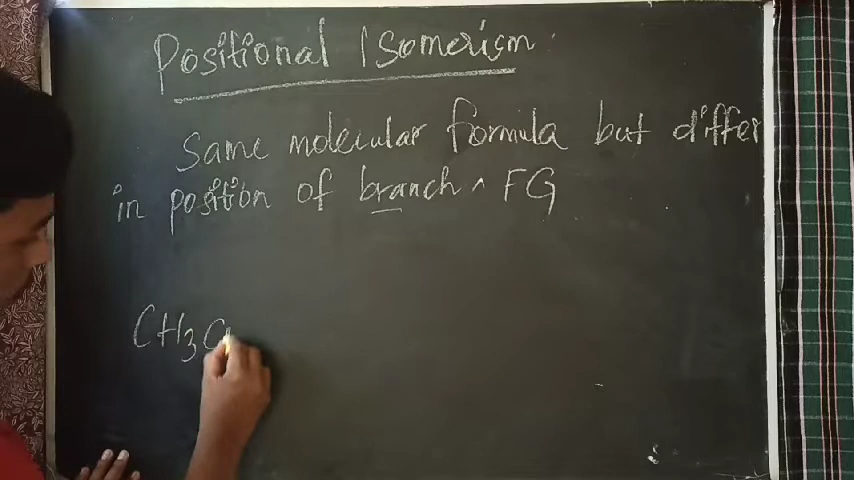 Positional Isomerism
Same molecular formula but differ
in position of branch ^ FG
CH3C